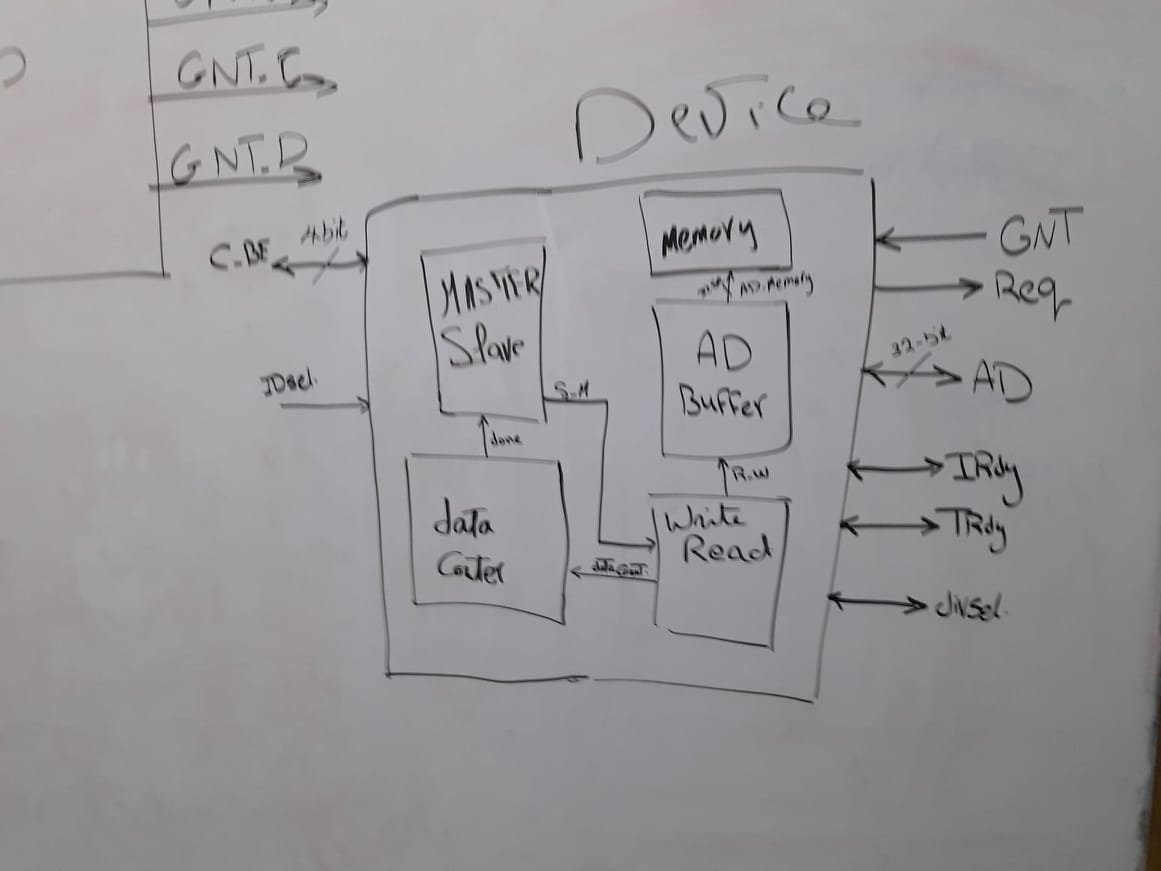 GNT.C
GNT.D
Device
C-BE
4bit
IDsel.
MASTER
Slave
Memory
AD.Memory
AD
Buffer
S-M
done
R.W
data
Conter
Write
Read
data count.
GNT
Req
32-bit
AD
IRdy
TRdy
divSel.